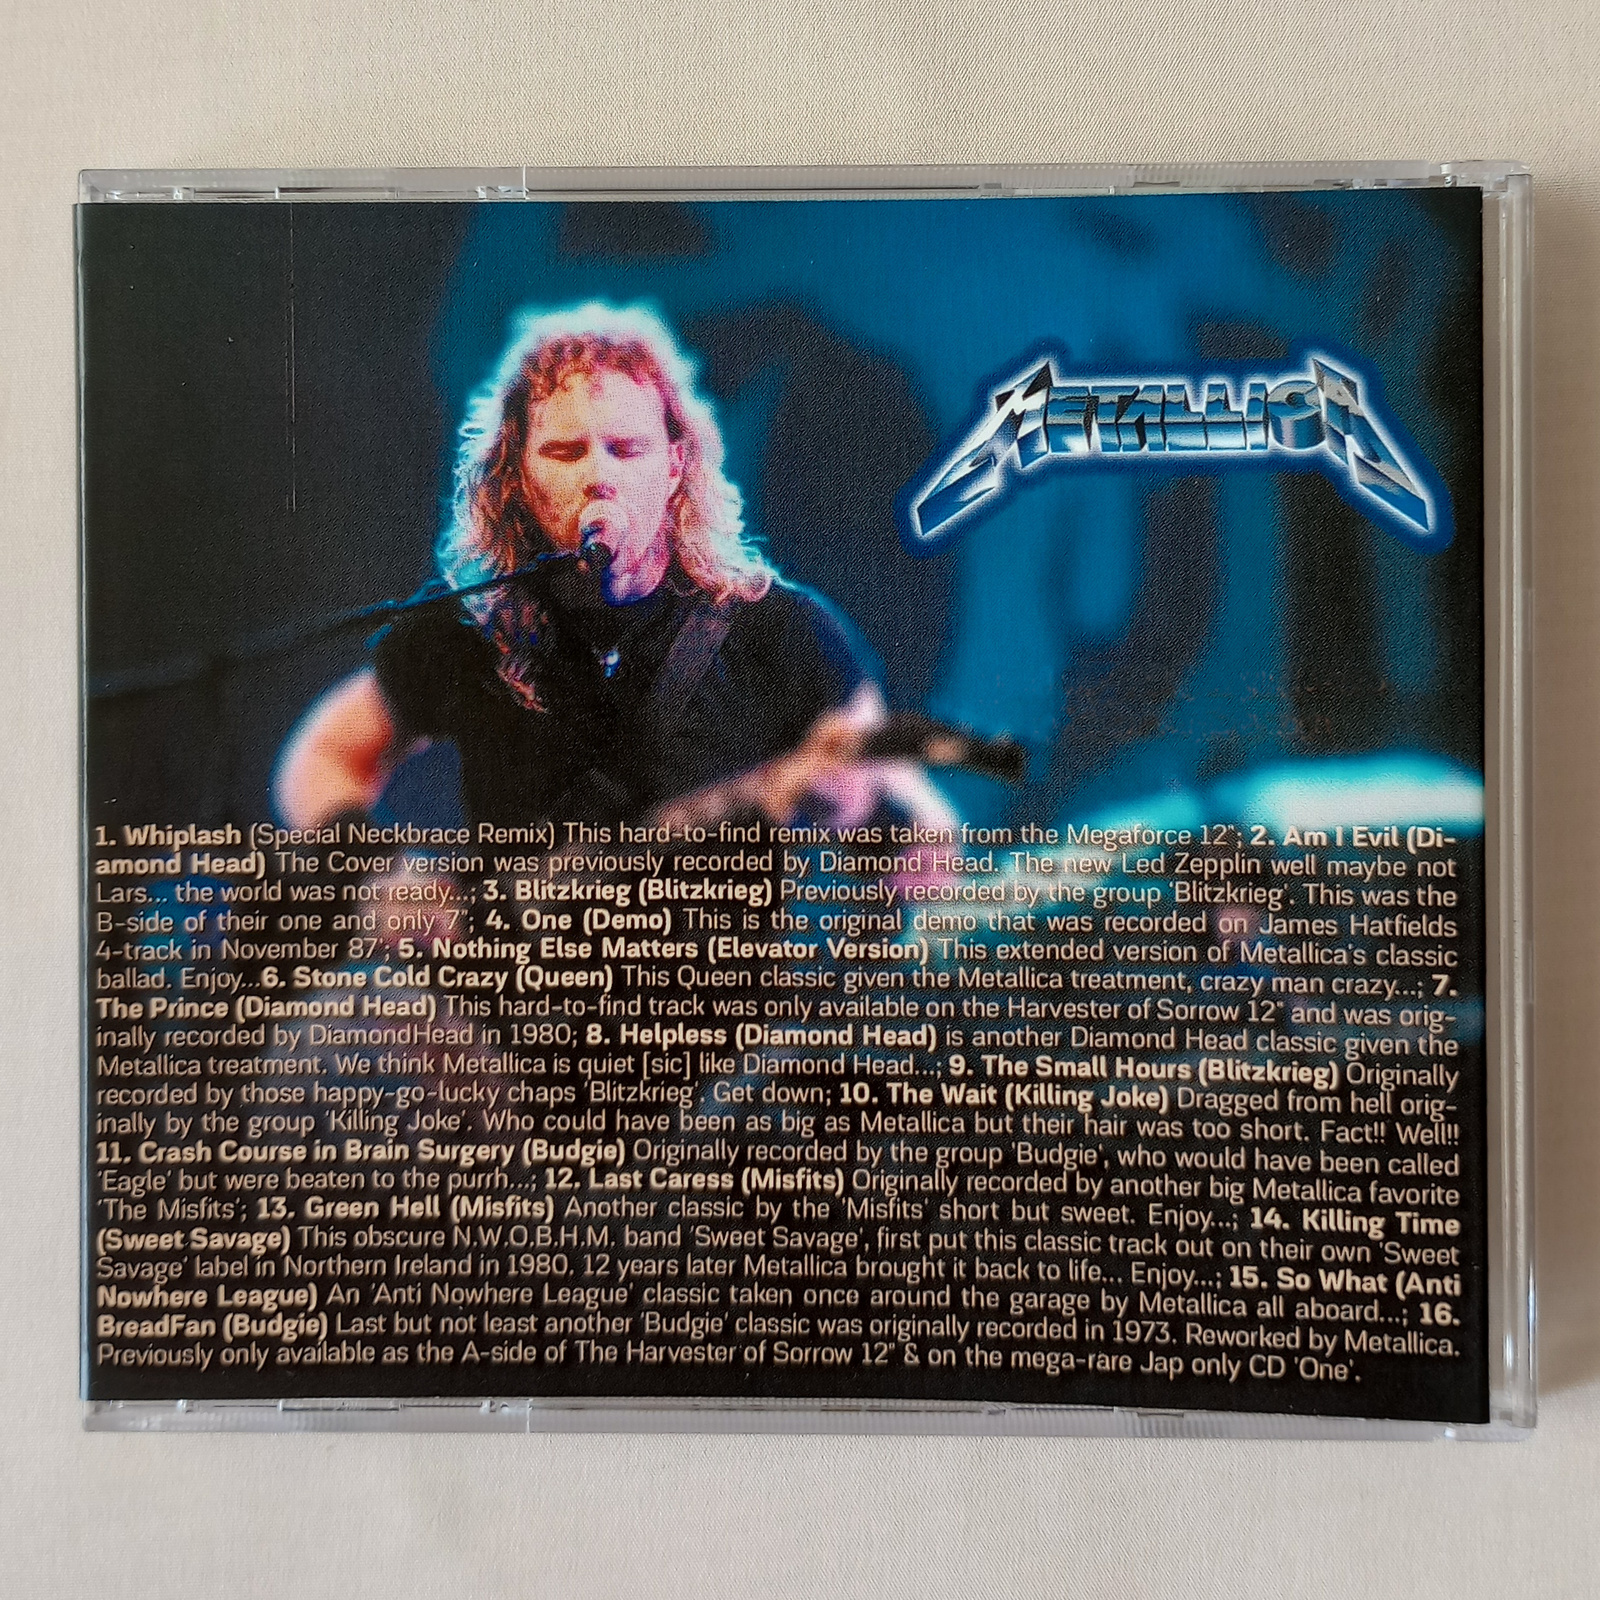 METALLICA
1. Whiplash (Special Neckbrace Remix) This hard-to-find remix was taken from the Megaforce 12"; 2. Am I Evil (Di-
amond Head) The Cover version was previously recorded by Diamond Head. The new Led Zepplin well maybe not
Lars... the world was not ready...; 3. Blitzkrieg (Blitzkrieg) Previously recorded by the group 'Blitzkrieg'. This was the
B-side of their one and only 7"; 4. One (Demo) This is the original demo that was recorded on James Hatfields
4-track in November 87'; 5. Nothing Else Matters (Elevator Version) This extended version of Metallica's classic
ballad. Enjoy...6. Stone Cold Crazy (Queen) This Queen classic given the Metallica treatment, crazy man crazy...; 7.
The Prince (Diamond Head) This hard-to-find track was only available on the Harvester of Sorrow 12" and was orig-
inally recorded by DiamondHead in 1980; 8. Helpless (Diamond Head) is another Diamond Head classic given the
Metallica treatment. We think Metallica is quiet [sic] like Diamond Head...; 9. The Small Hours (Blitzkrieg) Originally
recorded by those happy-go-lucky chaps 'Blitzkrieg'. Get down; 10. The Wait (Killing Joke) Dragged from hell orig-
inally by the group 'Killing Joke'. Who could have been as big as Metallica but their hair was too short. Fact!! Well!!
11. Crash Course in Brain Surgery (Budgie) Originally recorded by the group 'Budgie', who would have been called
'Eagle' but were beaten to the purrh...; 12. Last Caress (Misfits) Originally recorded by another big Metallica favorite
'The Misfits'; 13. Green Hell (Misfits) Another classic by the 'Misfits' short but sweet. Enjoy...; 14. Killing Time
(Sweet Savage) This obscure N.W.O.B.H.M. band 'Sweet Savage', first put this classic track out on their own 'Sweet
Savage' label in Northern Ireland in 1980. 12 years later Metallica brought it back to life... Enjoy...; 15. So What (Anti
Nowhere League) An 'Anti Nowhere League' classic taken once around the garage by Metallica all aboard...; 16.
BreadFan (Budgie) Last but not least another 'Budgie' classic was originally recorded in 1973. Reworked by Metallica.
Previously only available as the A-side of The Harvester of Sorrow 12" & on the mega-rare Jap only CD 'One'.